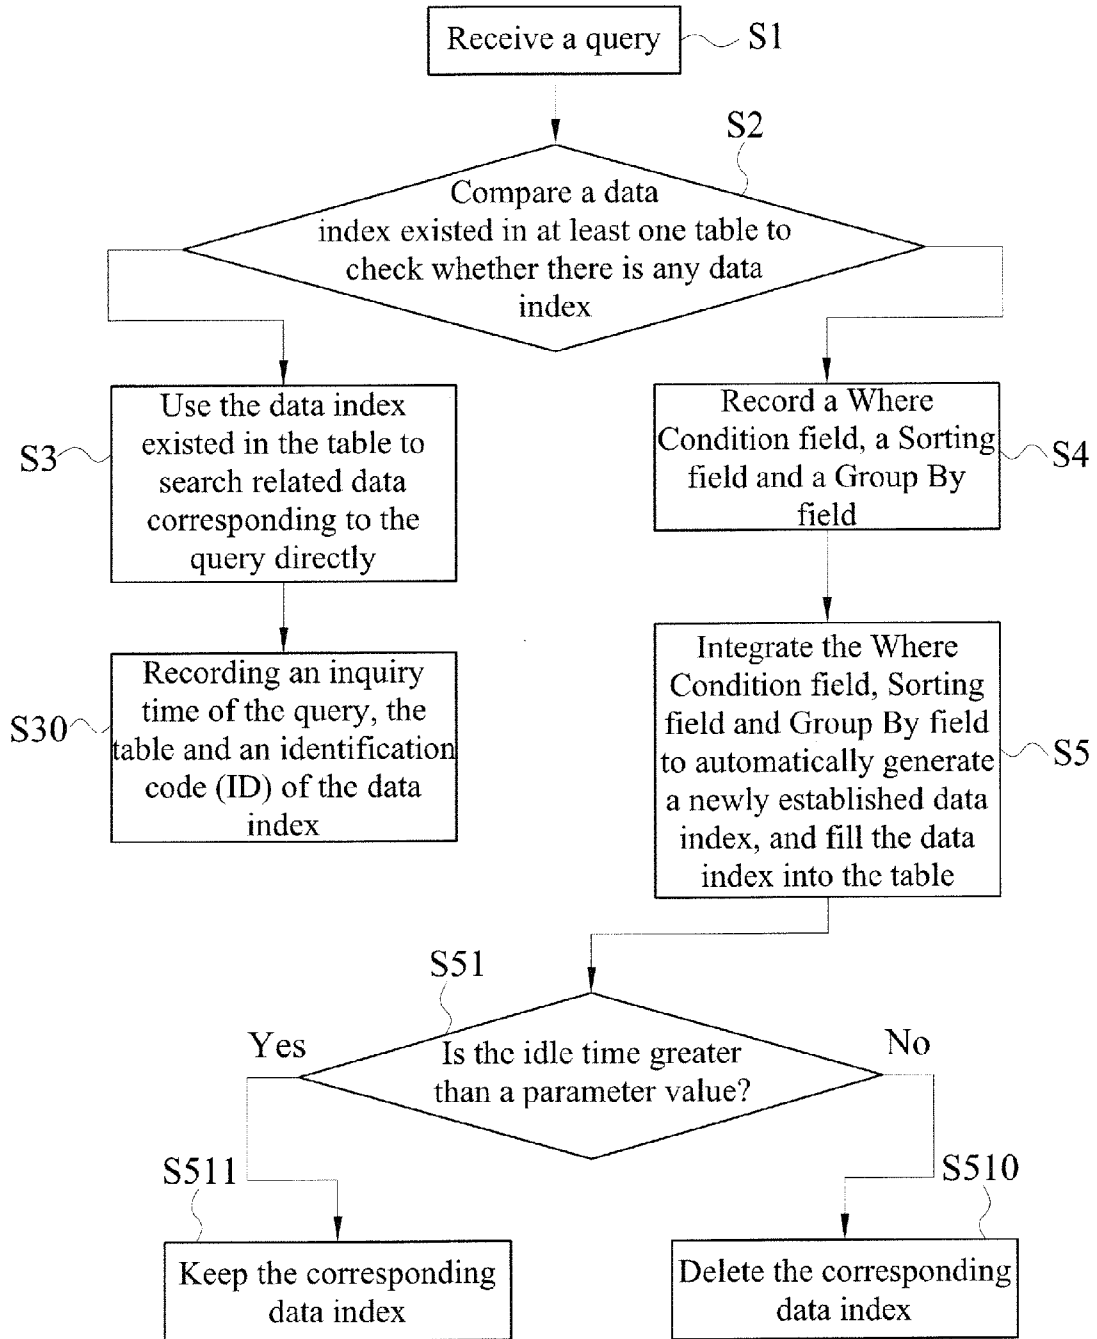 Receive a query
S1
S2
Compare a data
index existed in at least one table to
check whether there is any data
index
S3
Use the data index
existed in the table to
search related data
corresponding to the
query directly
Record a Where
Condition field, a Sorting
field and a Group By
field
S4
S30
Recording an inquiry
time of the query, the
table and an identification
code (ID) of the data
index
Integrate the Where
Condition field, Sorting
field and Group By field
to automatically generate
a newly established data
index, and fill the data
index into the table
S5
S51
Yes
Is the idle time greater
than a parameter value?
No
S511
Keep the corresponding
data index
S510
Delete the corresponding
data index